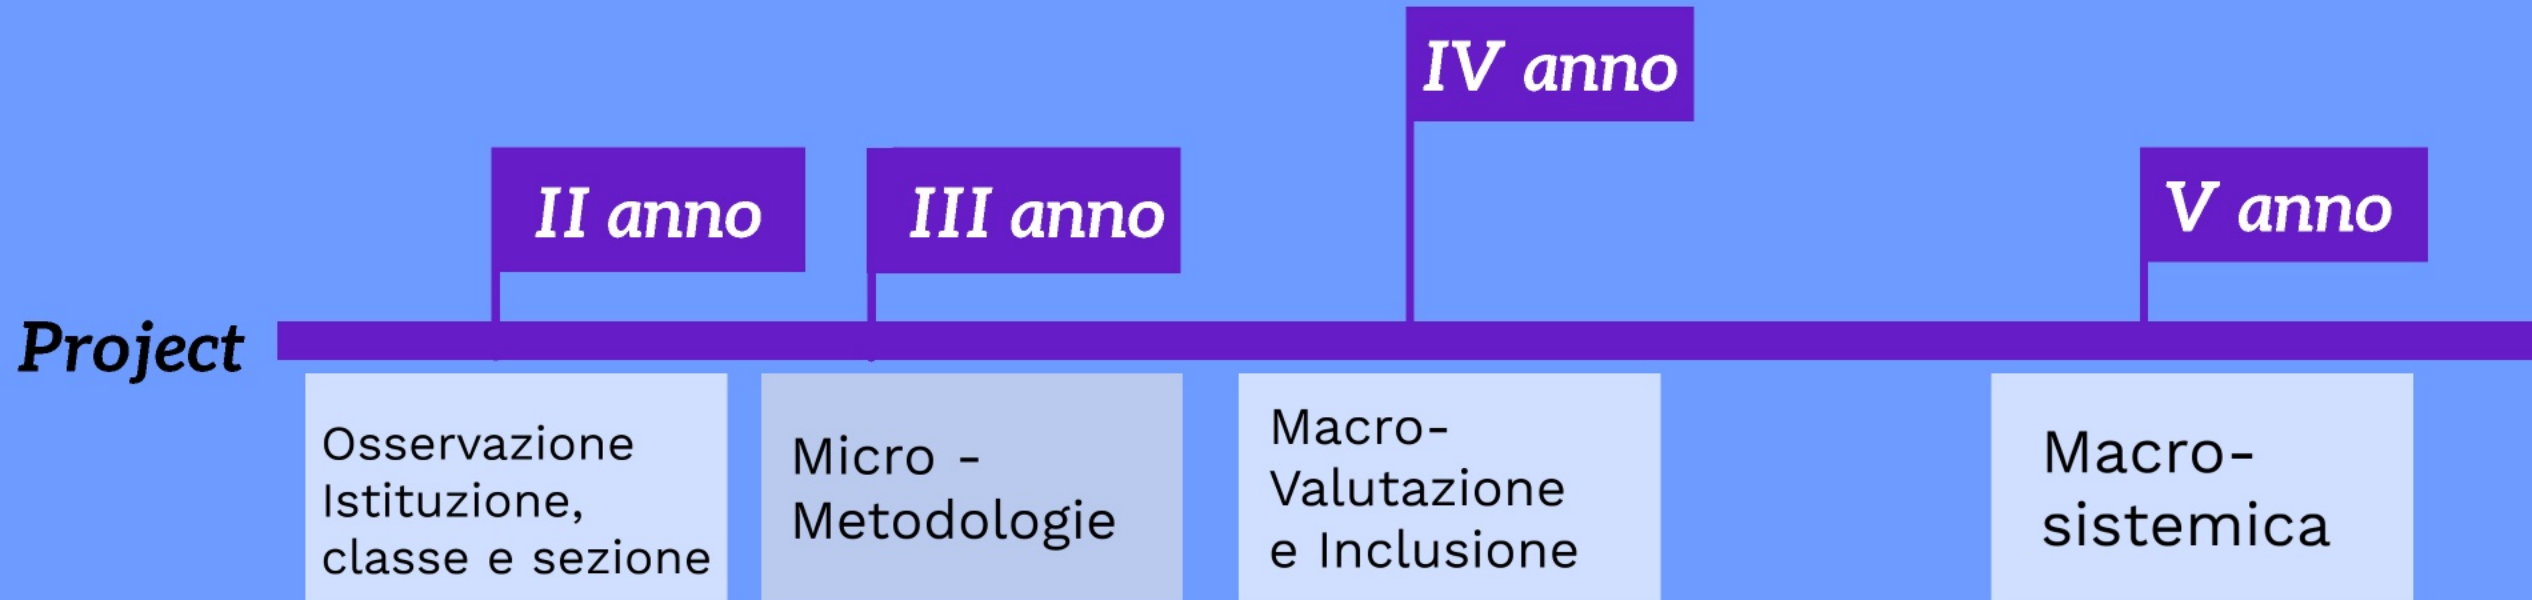 IV anno
II anno
III anno
V anno
Project
Osservazione
Istituzione,
classe e sezione
Micro -
Metodologie
Macro-
Valutazione
e Inclusione
Macro-
sistemica